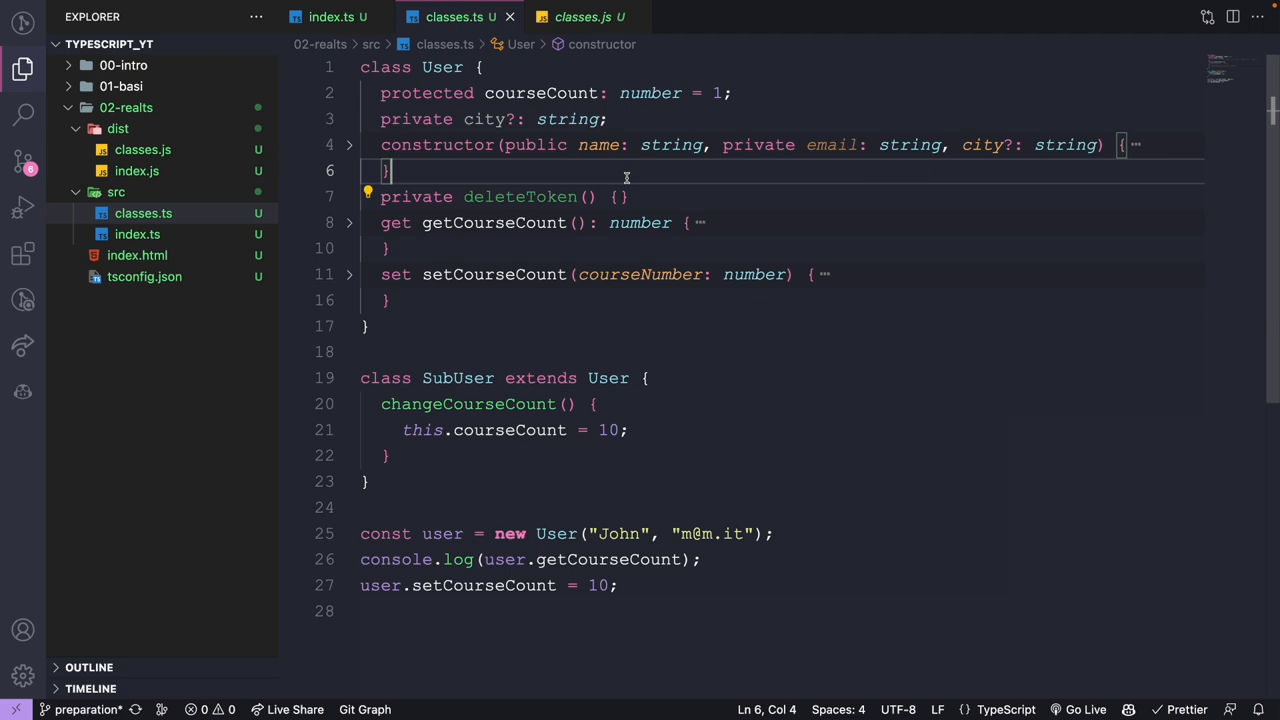 EXPLORER
TYPESCRIPT_YT
00-intro
01-basi
02-realts
dist
classes.js U
index.js U
src
classes.ts U
index.ts U
index.html U
tsconfig.json U
OUTLINE
TIMELINE
index.ts U classes.ts U classes.js U
02-realts > src > classes.ts > User > constructor
1 class User {
2 protected courseCount: number = 1;
3 private city?: string;
4 constructor(public name: string, private email: string, city?: string) {
6 }
7 private deleteToken() {}
8 get getCourseCount(): number {
10 }
11 set setCourseCount(courseNumber: number) {
16 }
17 }
18
19 class SubUser extends User {
20 changeCourseCount() {
21 this.courseCount = 10;
22 }
23 }
24
25 const user = new User("John", "m@m.it");
26 console.log(user.getCourseCount);
27 user.setCourseCount = 10;
28
6
preparation* 0 0 Live Share Git Graph Ln 6, Col 4 Spaces: 4 UTF-8 LF {} TypeScript Go Live Prettier